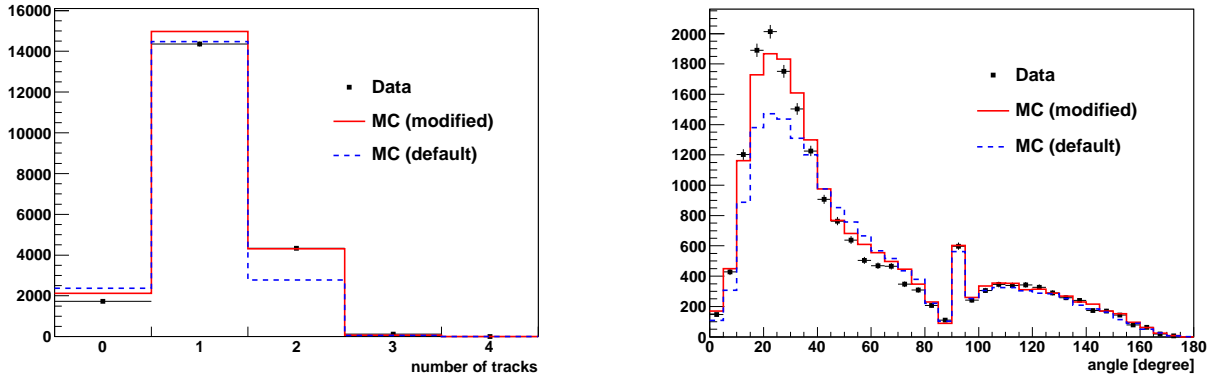 16000
14000
12000
10000
8000
6000
4000
2000
0
0 1 2 3 4
number of tracks
Data
MC (modified)
MC (default)
2000
1800
1600
1400
1200
1000
800
600
400
200
0
0 20 40 60 80 100 120 140 160 180
angle [degree]
Data
MC (modified)
MC (default)